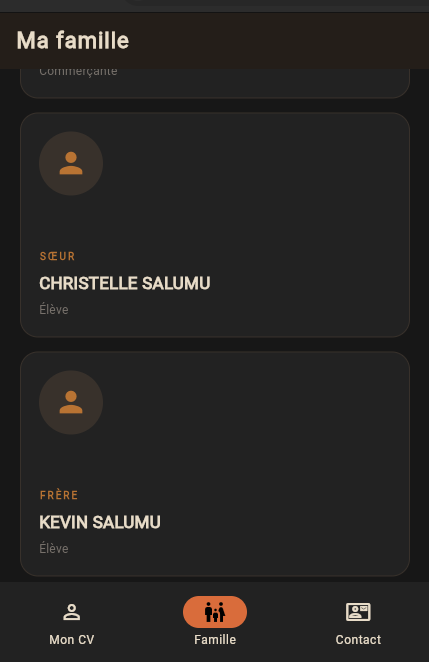 Ma famille
Commerçante
SŒUR
CHRISTELLE SALUMU
Élève
FRÈRE
KEVIN SALUMU
Élève
Mon CV
Famille
Contact